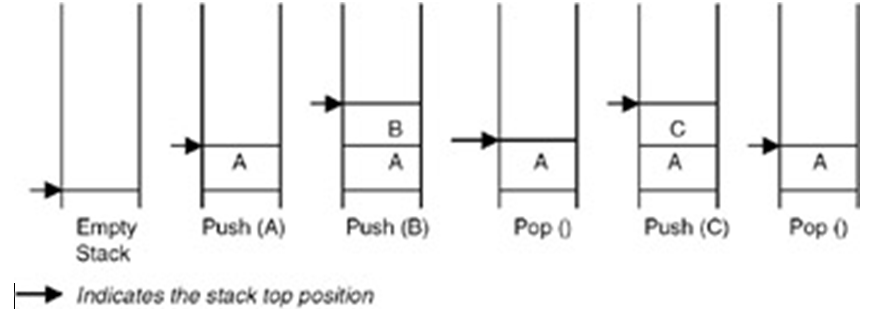 B
C
A
A
A
A
A
Empty
Stack
Push (A)
Push (B)
Pop ()
Push (C)
Pop ()
Indicates the stack top position